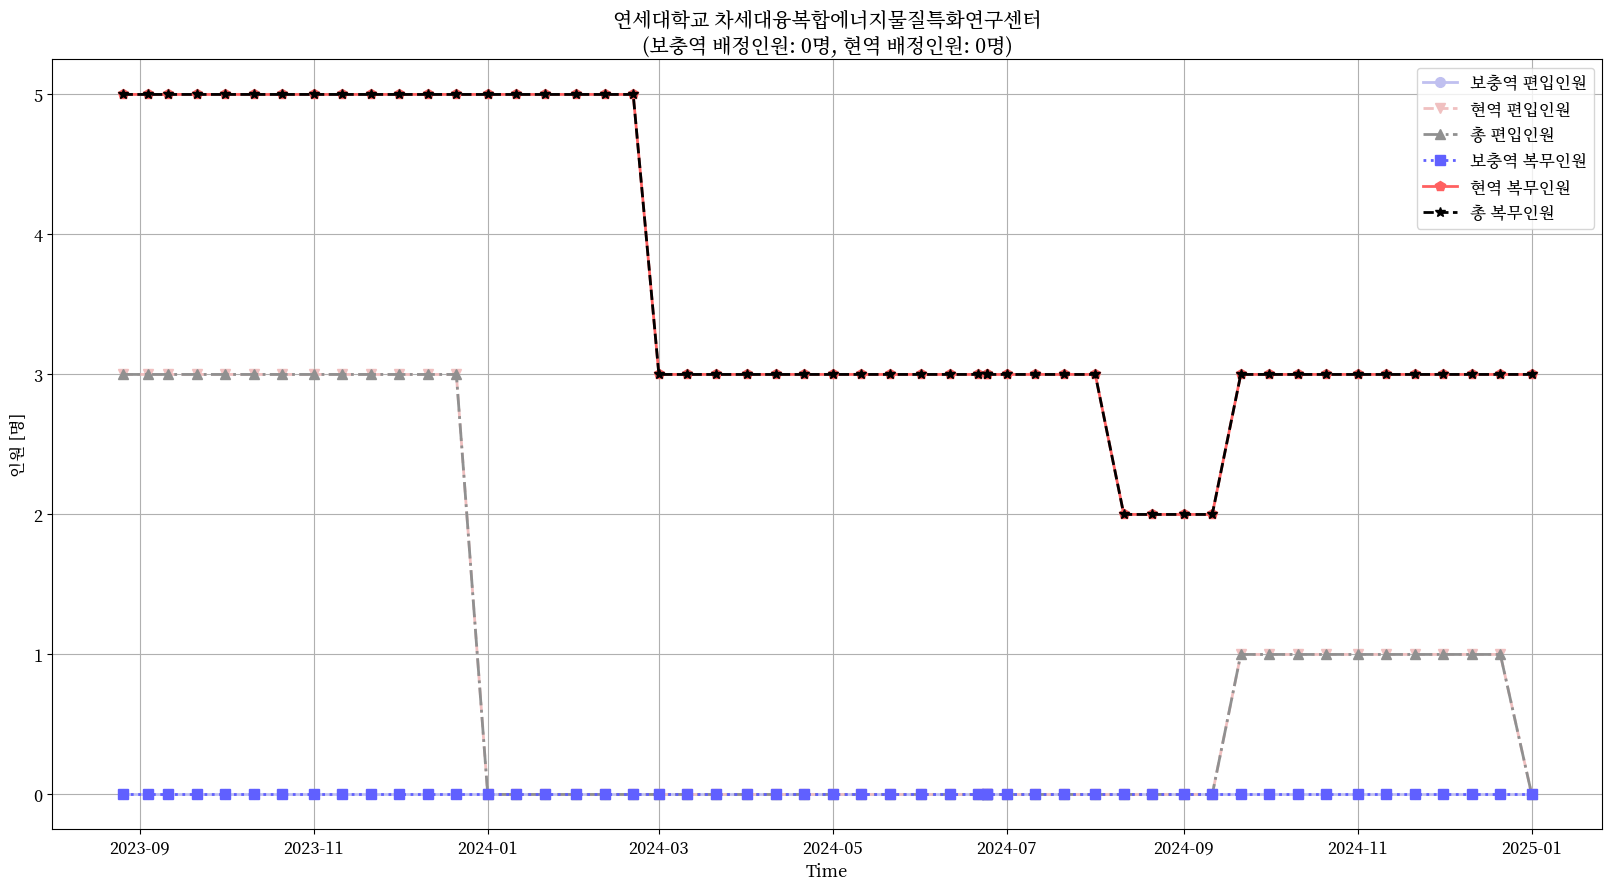 연세대학교 차세대융복합에너지물질특화연구센터
(보충역 배정인원: 0명, 현역 배정인원: 0명)
보충역 편입인원
현역 편입인원
총 편입인원
보충역 복무인원
현역 복무인원
총 복무인원
인원 [명]
5
4
3
2
1
0
2023-09 2023-11 2024-01 2024-03 2024-05 2024-07 2024-09 2024-11 2025-01
Time